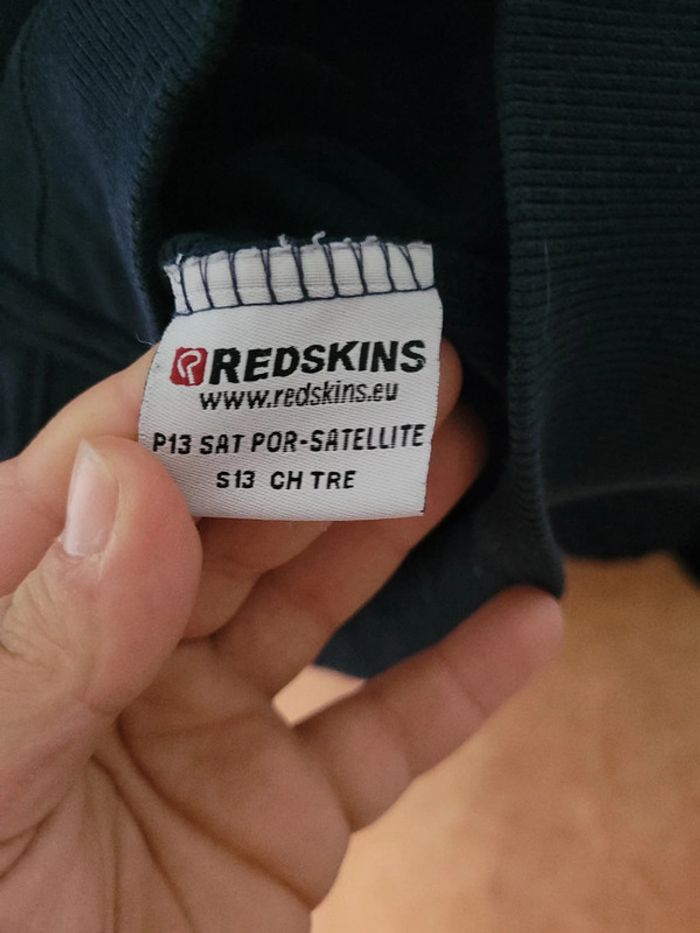 REDSKINS
www.redskins.eu
P13 SAT POR-SATELLITE
S13 CH TRE